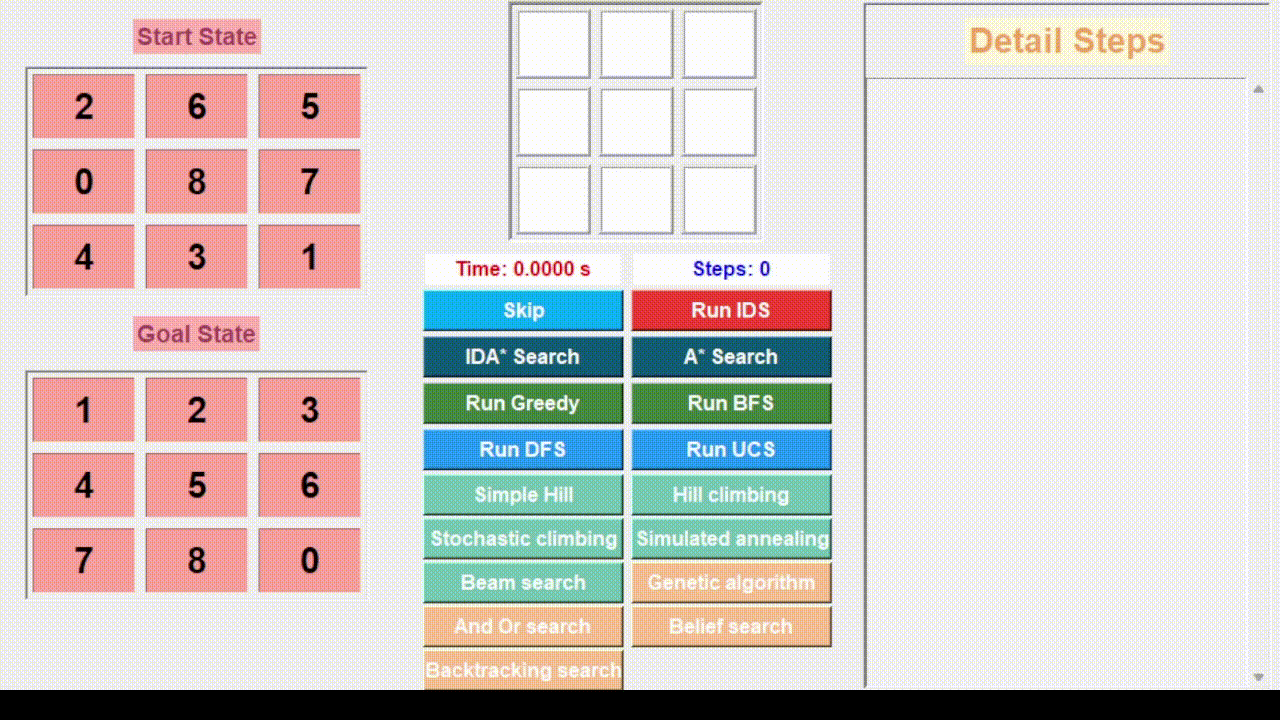 Start State
2 6 5
0 8 7
4 3 1
Goal State
1 2 3
4 5 6
7 8 0
Time: 0.0000 s
Steps: 0
Skip
Run IDS
IDA* Search
A* Search
Run Greedy
Run BFS
Run DFS
Run UCS
Simple Hill
Hill climbing
Stochastic climbing
Simulated annealing
Beam search
Genetic algorithm
And Or search
Belief search
Backtracking search
Detail Steps